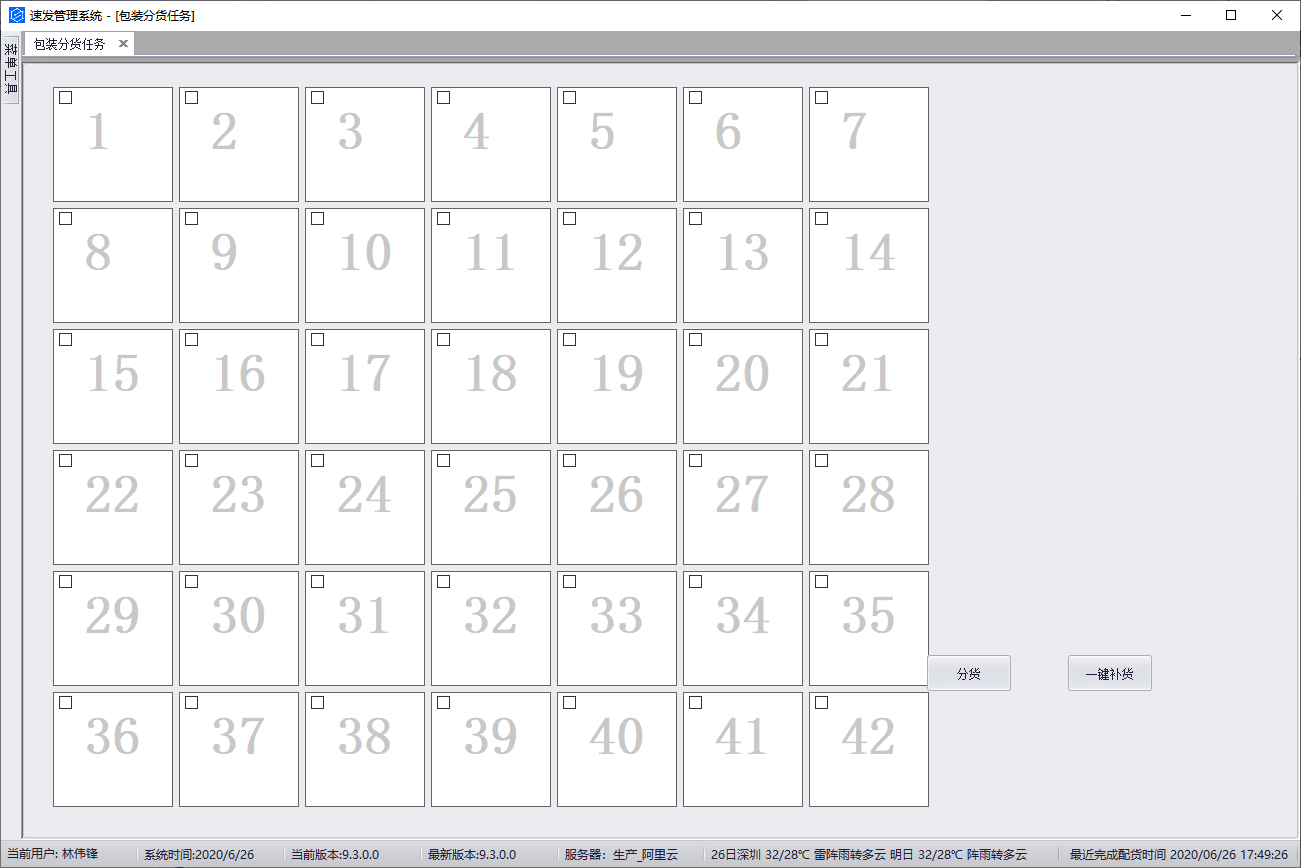 速发管理系统 - [包装分货任务]
包装分货任务
菜单工具
1 2 3 4 5 6 7
8 9 10 11 12 13 14
15 16 17 18 19 20 21
22 23 24 25 26 27 28
29 30 31 32 33 34 35
分货 一键补货
36 37 38 39 40 41 42
当前用户: 林伟锋 系统时间:2020/6/26 当前版本:9.3.0.0 最新版本:9.3.0.0 服务器：生产_阿里云 26日深圳 32/28℃ 雷阵雨转多云 明日 32/28℃ 阵雨转多云 最近完成配货时间 2020/06/26 17:49:26